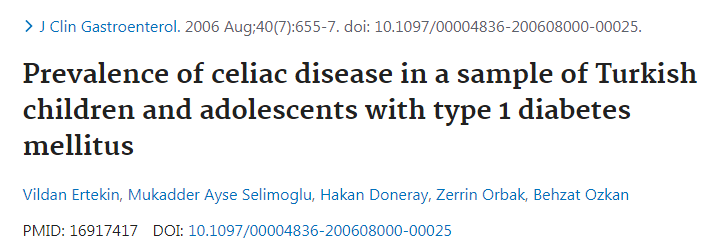 > J Clin Gastroenterol. 2006 Aug;40(7):655-7. doi: 10.1097/00004836-200608000-00025.
Prevalence of celiac disease in a sample of Turkish
children and adolescents with type 1 diabetes
mellitus
Vildan Ertekin, Mukadder Ayse Selimoglu, Hakan Doneray, Zerrin Orbak, Behzat Ozkan
PMID: 16917417 DOI: 10.1097/00004836-200608000-00025